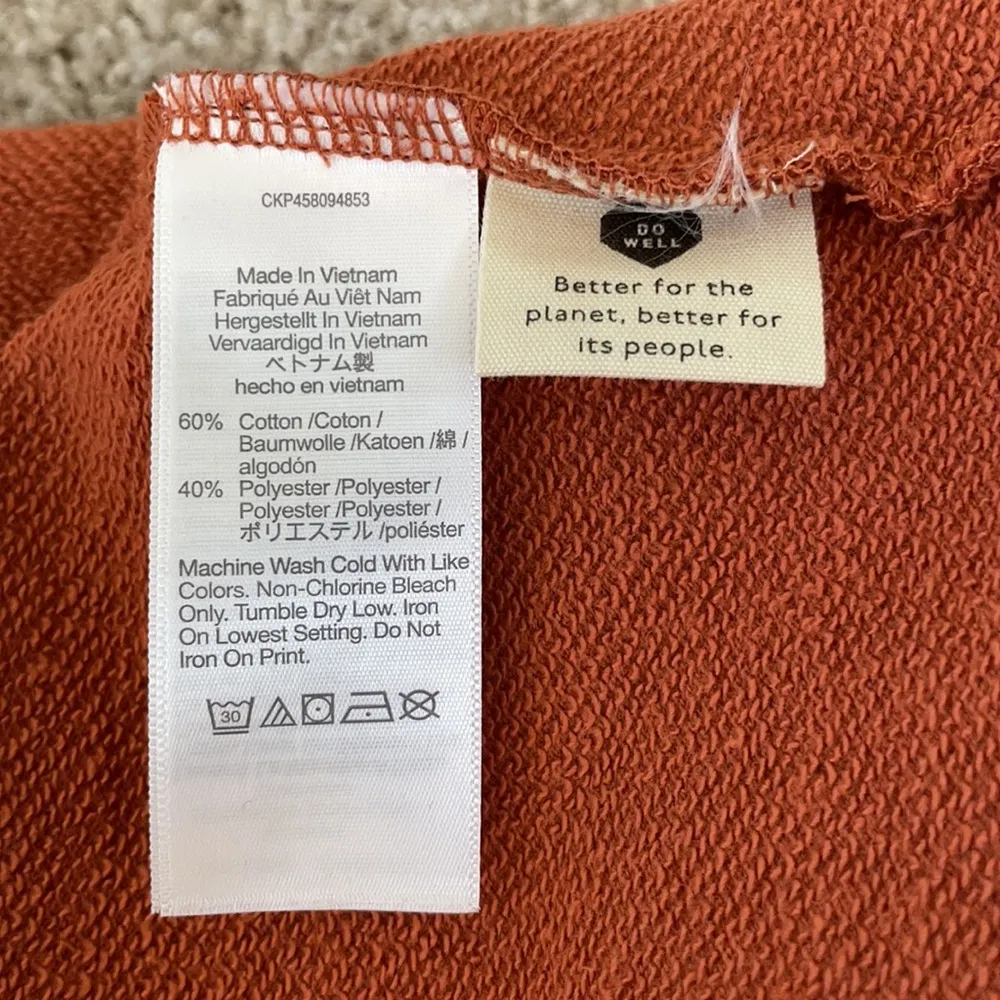 CKP458094853
Made In Vietnam
Fabriqué Au Viêt Nam
Hergestellt In Vietnam
Vervaardigd In Vietnam
ベトナム製
hecho en vietnam
60% Cotton /Coton /
Baumwolle /Katoen /綿 /
algodón
40% Polyester /Polyester /
Polyester /Polyester /
ポリエステル /poliéster
Machine Wash Cold With Like
Colors. Non-Chlorine Bleach
Only. Tumble Dry Low. Iron
On Lowest Setting. Do Not
Iron On Print.
30
DO
WELL
Better for the
planet, better for
its people.